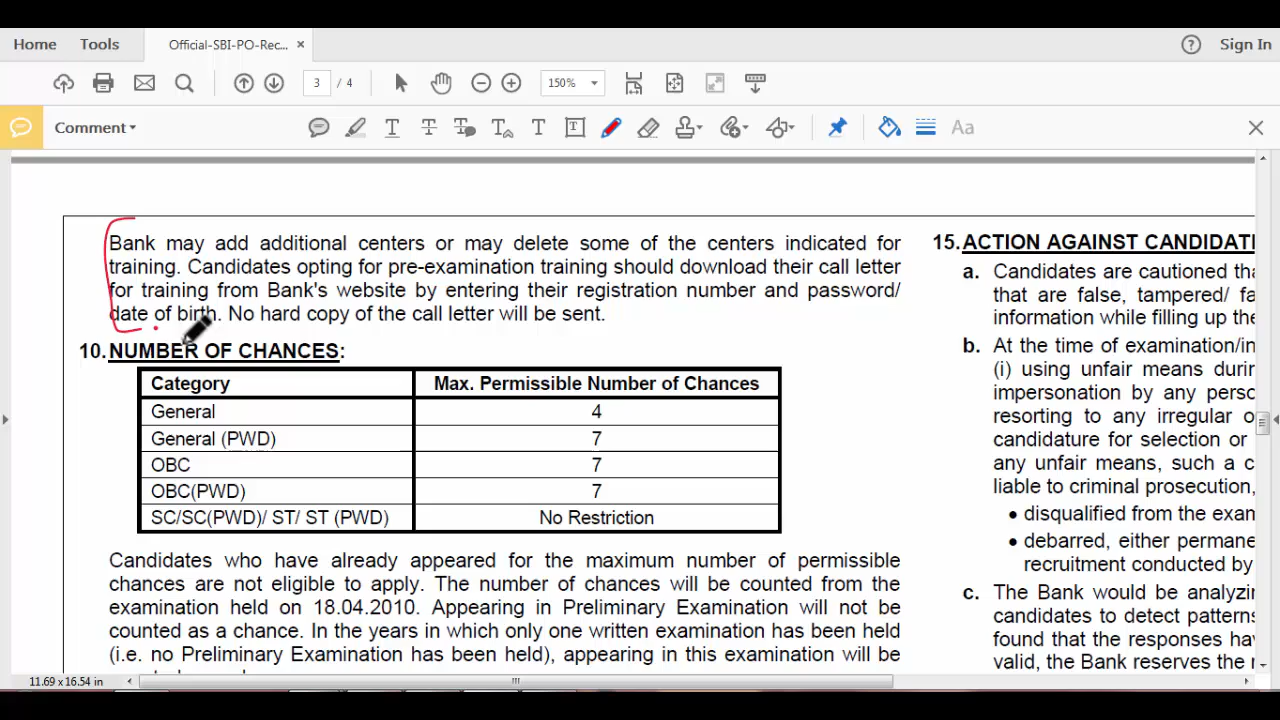 Home Tools Official-SBI-PO-Rec... × ? Sign In
3 / 4 150%
Comment
Bank may add additional centers or may delete some of the centers indicated for
training. Candidates opting for pre-examination training should download their call letter
for training from Bank's website by entering their registration number and password/
date of birth. No hard copy of the call letter will be sent.
10. NUMBER OF CHANCES:
Category Max. Permissible Number of Chances
General 4
General (PWD) 7
OBC 7
OBC(PWD) 7
SC/SC(PWD)/ ST/ ST (PWD) No Restriction
Candidates who have already appeared for the maximum number of permissible
chances are not eligible to apply. The number of chances will be counted from the
examination held on 18.04.2010. Appearing in Preliminary Examination will not be
counted as a chance. In the years in which only one written examination has been held
(i.e. no Preliminary Examination has been held), appearing in this examination will be
15. ACTION AGAINST CANDIDAT
a. Candidates are cautioned tha
that are false, tampered/ fa
information while filling up the
b. At the time of examination/in
(i) using unfair means durin
impersonation by any perso
resorting to any irregular o
candidature for selection or
any unfair means, such a c
liable to criminal prosecution,
• disqualified from the exam
• debarred, either permane
recruitment conducted by
c. The Bank would be analyzin
candidates to detect patterns
found that the responses hav
valid, the Bank reserves the r
11.69 x 16.54 in